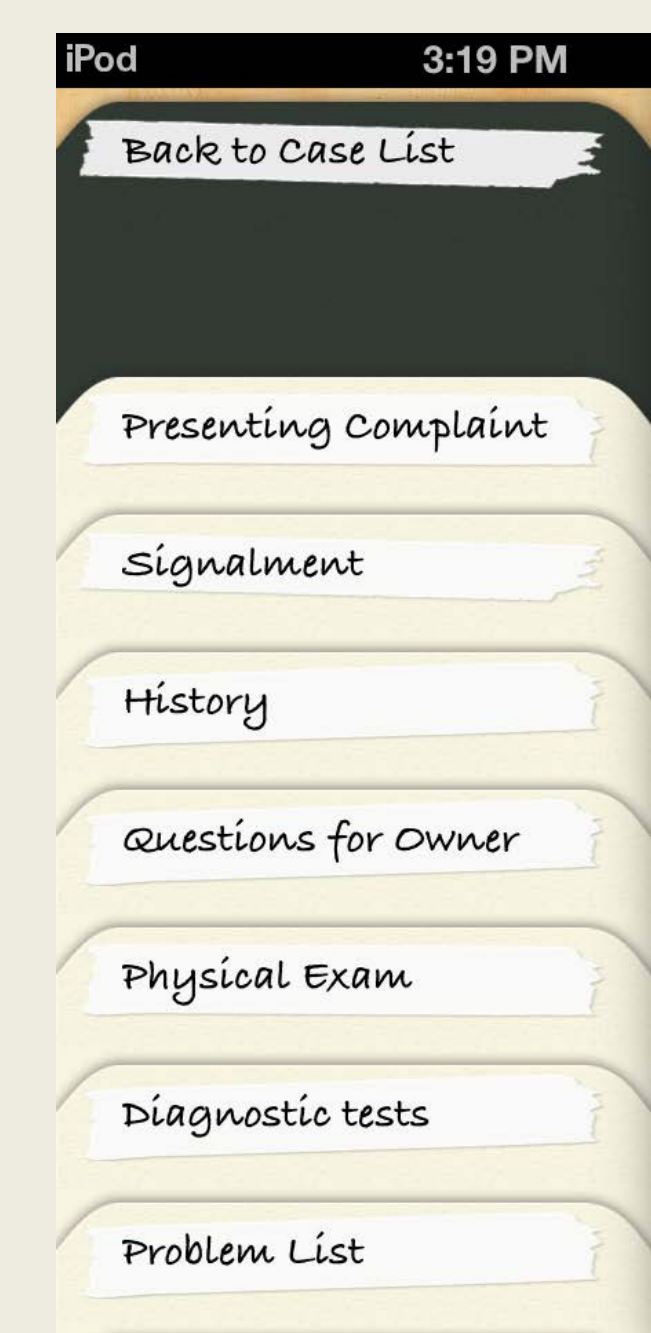 iPod 3:19 PM
Back to Case List
Presenting Complaint
Signalment
History
Questions for Owner
Physical Exam
Diagnostic tests
Problem List